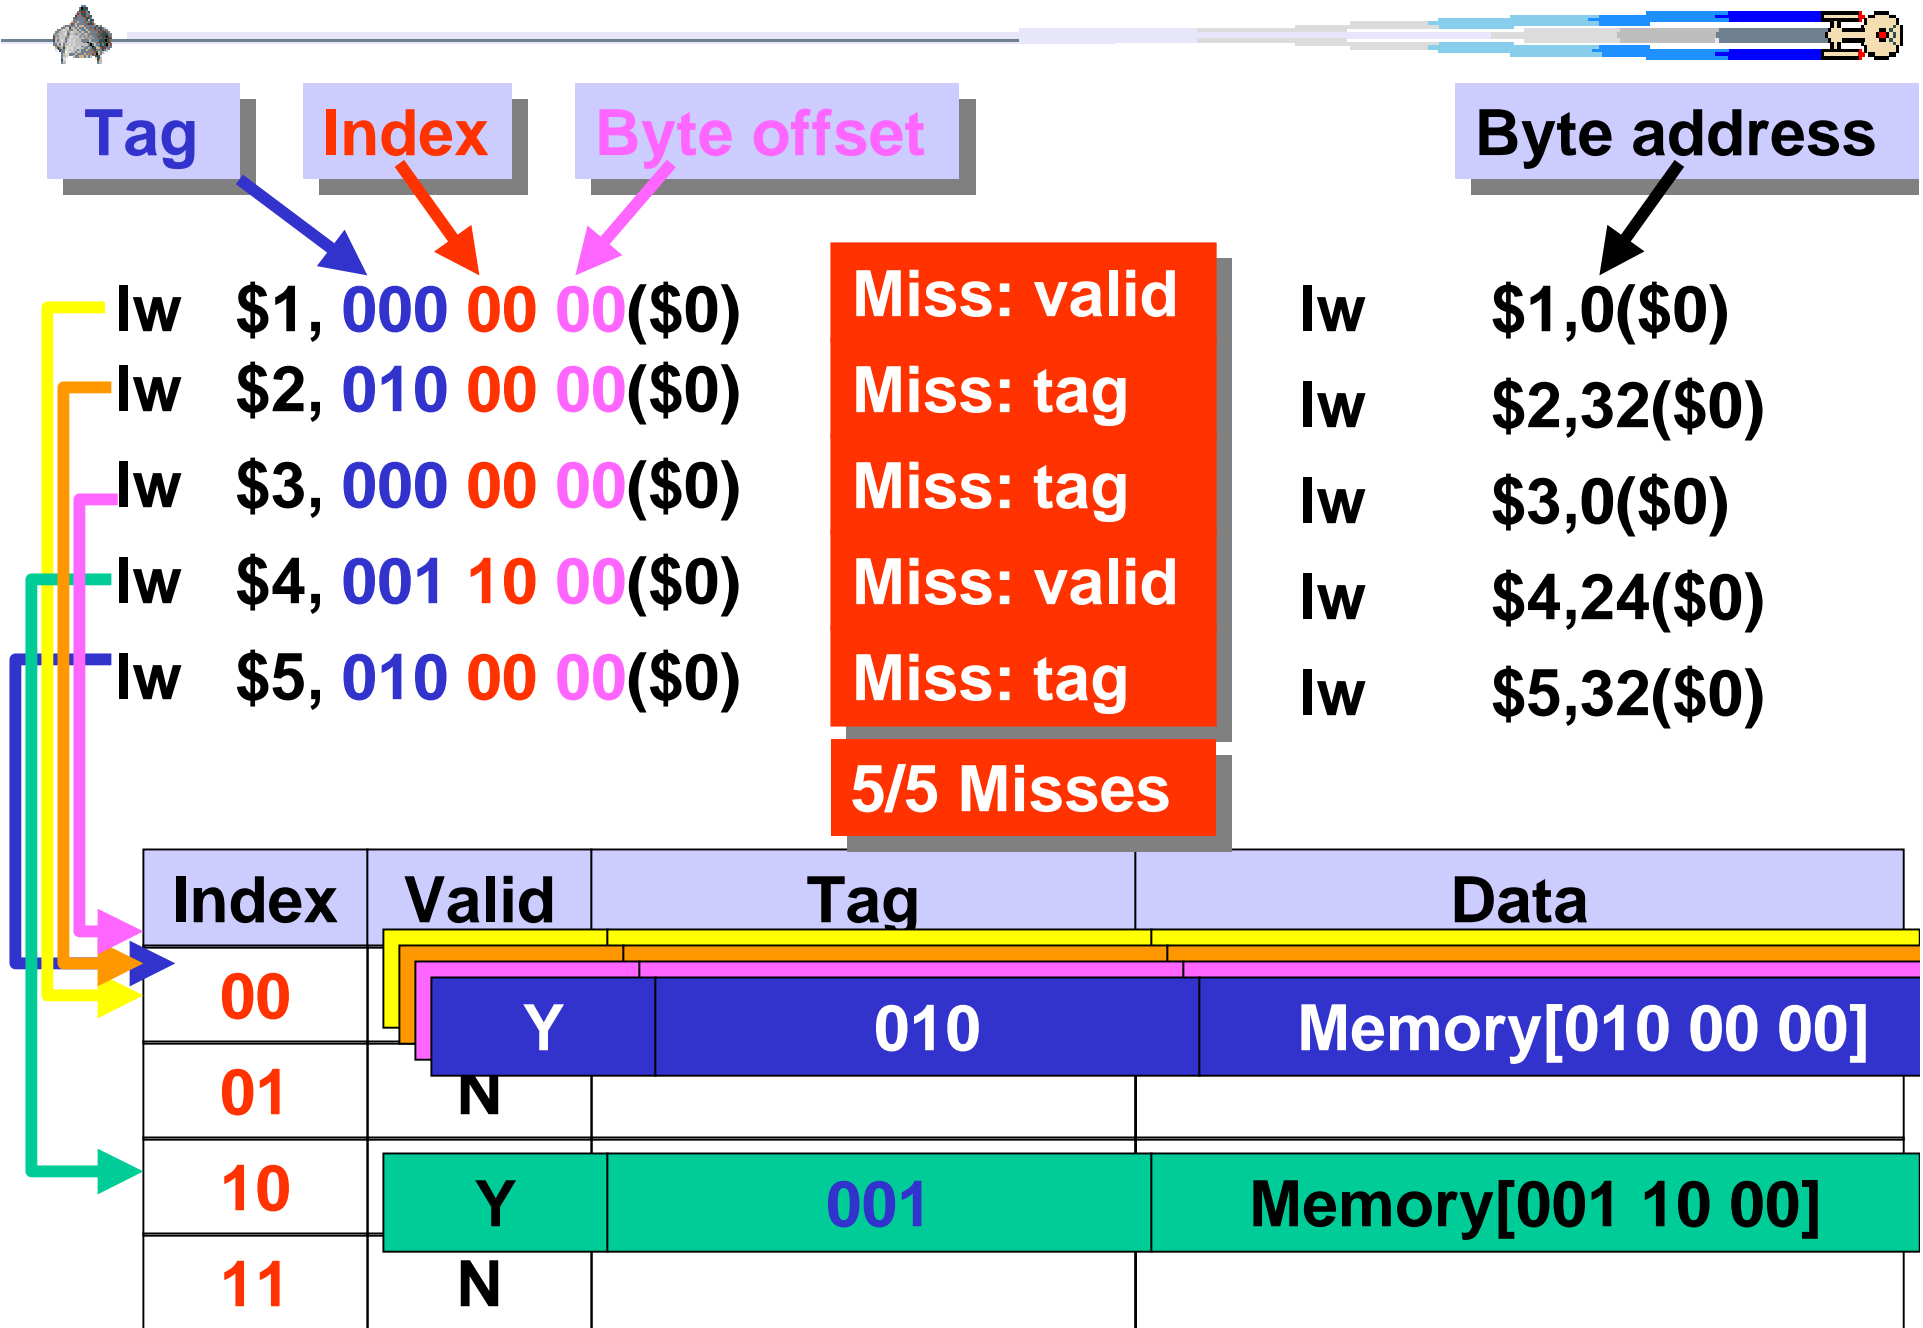 Tag Index Byte offset Byte address
lw $1, 000 00 00($0) Miss: valid lw $1,0($0)
lw $2, 010 00 00($0) Miss: tag lw $2,32($0)
lw $3, 000 00 00($0) Miss: tag lw $3,0($0)
lw $4, 001 10 00($0) Miss: valid lw $4,24($0)
lw $5, 010 00 00($0) Miss: tag lw $5,32($0)
5/5 Misses
Index Valid Tag Data
00 Y 010 Memory[010 00 00]
01 N
10 Y 001 Memory[001 10 00]
11 N